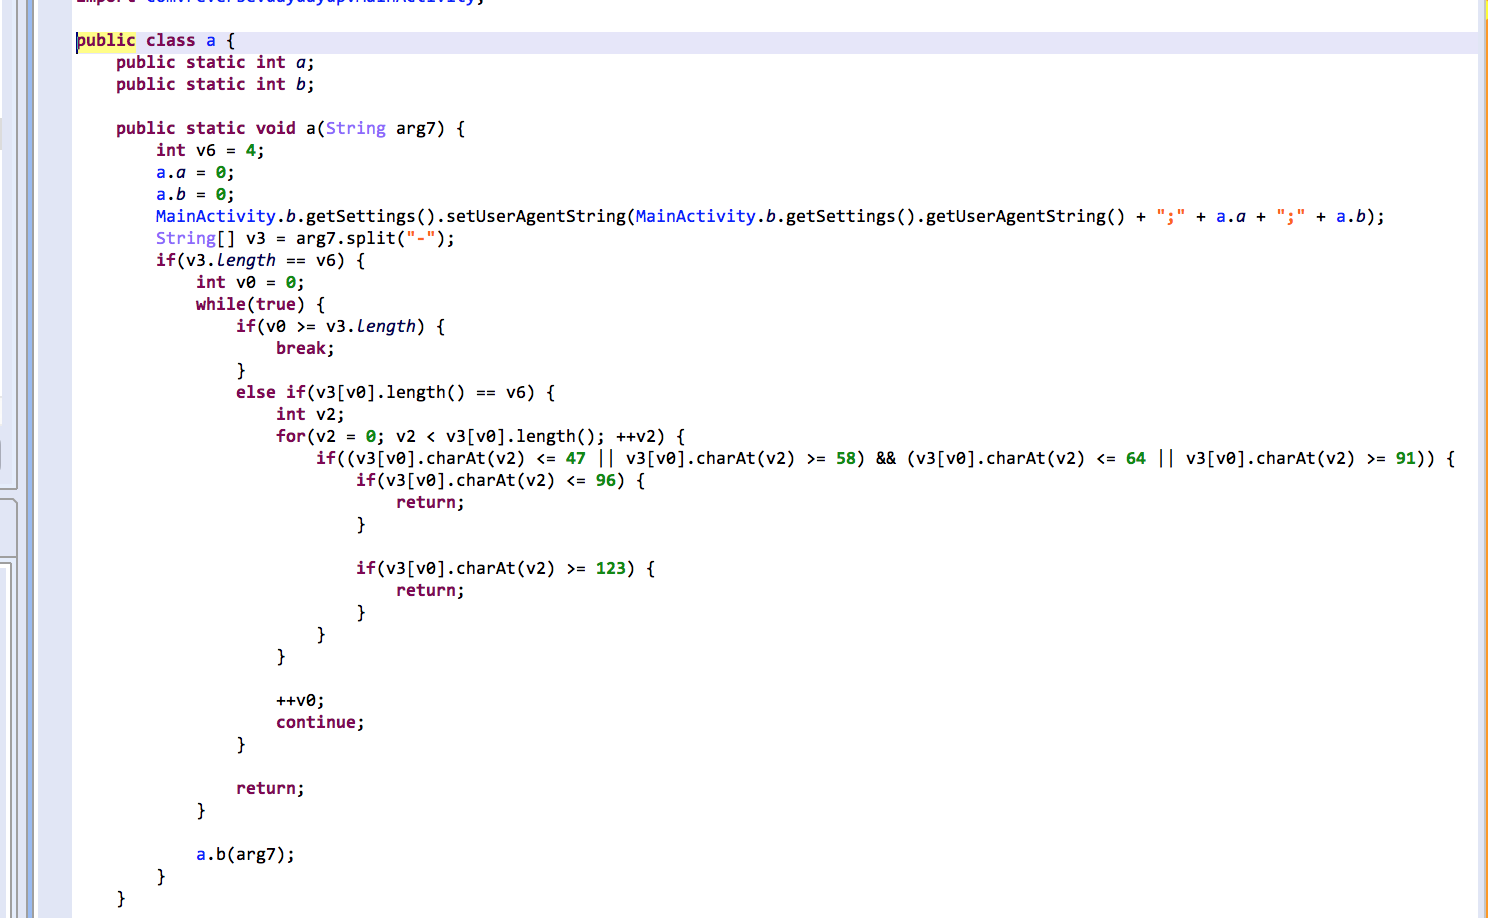 public class a {
    public static int a;
    public static int b;

    public static void a(String arg7) {
        int v6 = 4;
        a.a = 0;
        a.b = 0;
        MainActivity.b.getSettings().setUserAgentString(MainActivity.b.getSettings().getUserAgentString() + ";" + a.a + ";" + a.b);
        String[] v3 = arg7.split("-");
        if(v3.length == v6) {
            int v0 = 0;
            while(true) {
                if(v0 >= v3.length) {
                    break;
                }
                else if(v3[v0].length() == v6) {
                    int v2;
                    for(v2 = 0; v2 < v3[v0].length(); ++v2) {
                        if((v3[v0].charAt(v2) <= 47 || v3[v0].charAt(v2) >= 58) && (v3[v0].charAt(v2) <= 64 || v3[v0].charAt(v2) >= 91)) {
                            if(v3[v0].charAt(v2) <= 96) {
                                return;
                            }

                            if(v3[v0].charAt(v2) >= 123) {
                                return;
                            }
                        }
                    }

                    ++v0;
                    continue;
                }

                return;
            }

            a.b(arg7);
        }
    }